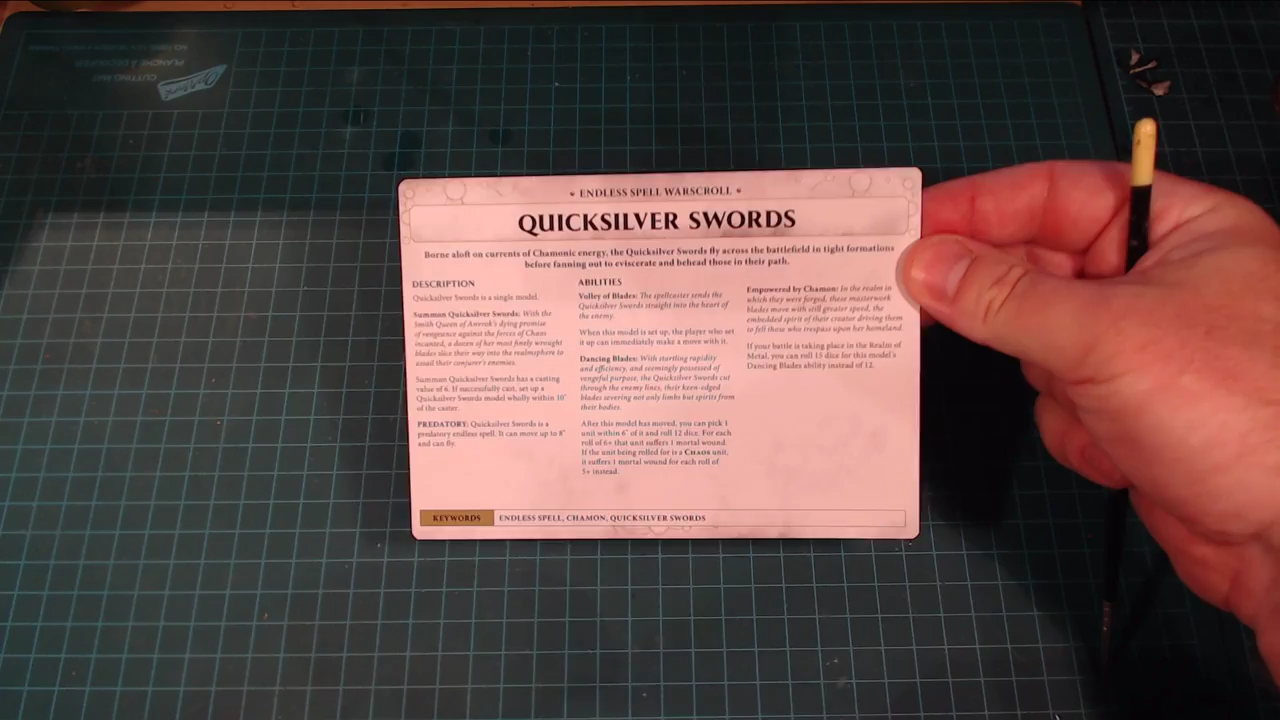 • ENDLESS SPELL WARSCROLL •
QUICKSILVER SWORDS
Borne aloft on currents of Chamonic energy, the Quicksilver Swords fly across the battlefield in tight formations
before fanning out to eviscerate and behead those in their path.
DESCRIPTION
Quicksilver Swords is a single model.
Summon Quicksilver Swords: With the
Smith Queen of Anvrok's dying promise
of vengeance against the forces of Chaos
incanted, a dozen of her most finely wrought
blades slice their way into the realmsphere to
assail their conjurer's enemies.
Summon Quicksilver Swords has a casting
value of 6. If successfully cast, set up a
Quicksilver Swords model wholly within 10"
of the caster.
PREDATORY: Quicksilver Swords is a
predatory endless spell. It can move up to 8"
and can fly.
ABILITIES
Volley of Blades: The spellcaster sends the
Quicksilver Swords straight into the heart of
the enemy.
When this model is set up, the player who set
it up can immediately make a move with it.
Dancing Blades: With startling rapidity
and efficiency, and seemingly possessed of
vengeful purpose, the Quicksilver Swords cut
through the enemy lines, their keen-edged
blades severing not only limbs but spirits from
their bodies.
After this model has moved, you can pick 1
unit within 6" of it and roll 12 dice. For each
roll of 6+ that unit suffers 1 mortal wound.
If the unit being rolled for is a CHAOS unit,
it suffers 1 mortal wound for each roll of
5+ instead.
Empowered by Chamon: In the realm in
which they were forged, these masterwork
blades move with still greater speed, the
embedded spirit of their creator driving them
to fell those who trespass upon her homeland.
If your battle is taking place in the Realm of
Metal, you can roll 15 dice for this model's
Dancing Blades ability instead of 12.
KEYWORDS ENDLESS SPELL, CHAMON, QUICKSILVER SWORDS
CUTTING MAT
PLANCHE À DÉCOUPER